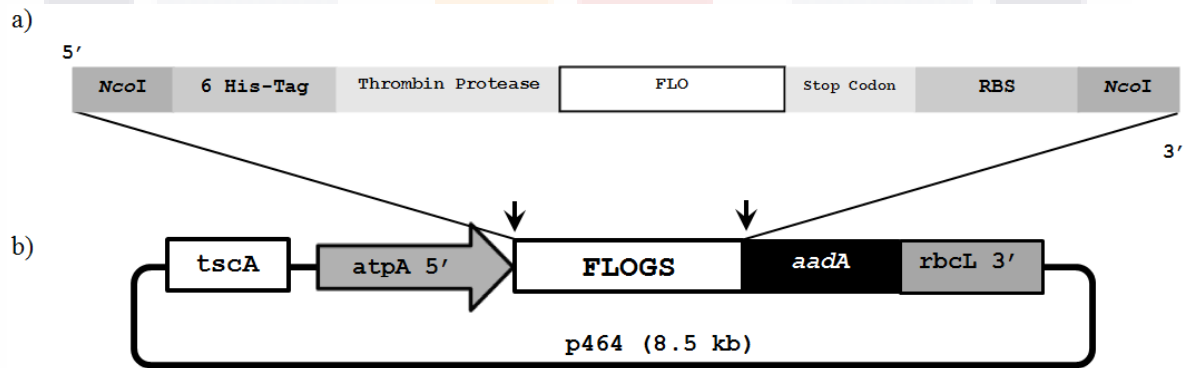 a)
5′
NcoI 6 His-Tag Thrombin Protease FLO Stop Codon RBS NcoI
3′
b)
tscA atpA 5′ FLOGS aadA rbcL 3′
p464 (8.5 kb)